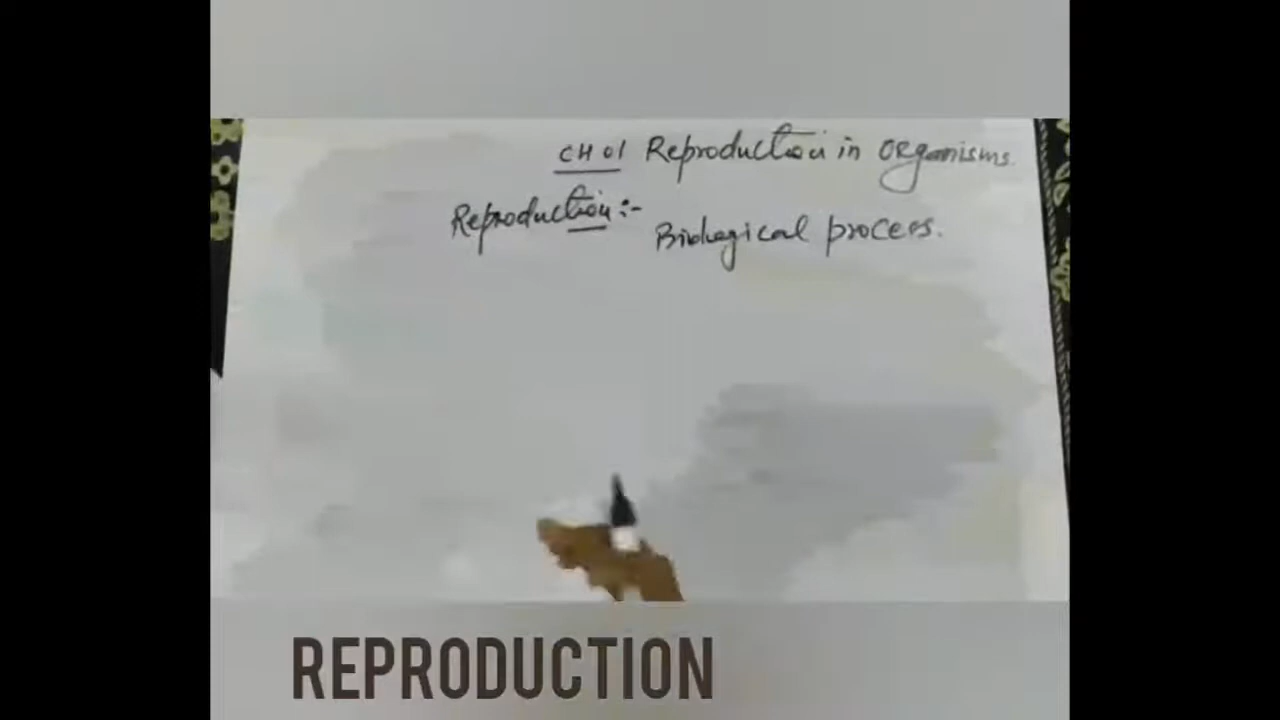 CH 01 Reproduction in Organisms.
Reproduction:-
Biological process.
REPRODUCTION